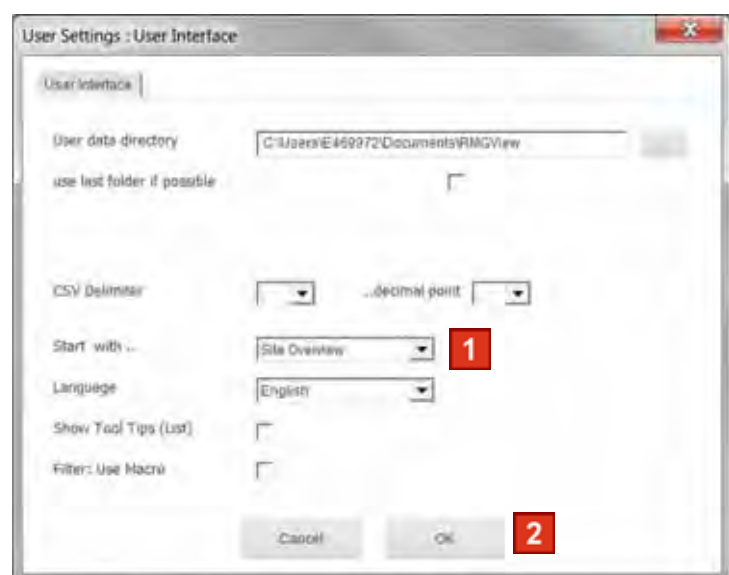 User Settings : User Interface
User Interface
User data directory C:\Users\E469972\Documents\RMGView
use last folder if possible
CSV Delimiter ...decimal point
Start with .. Site Overview 1
Language English
Show Tool Tips (List)
Filter: Use Macro
Cancel OK 2